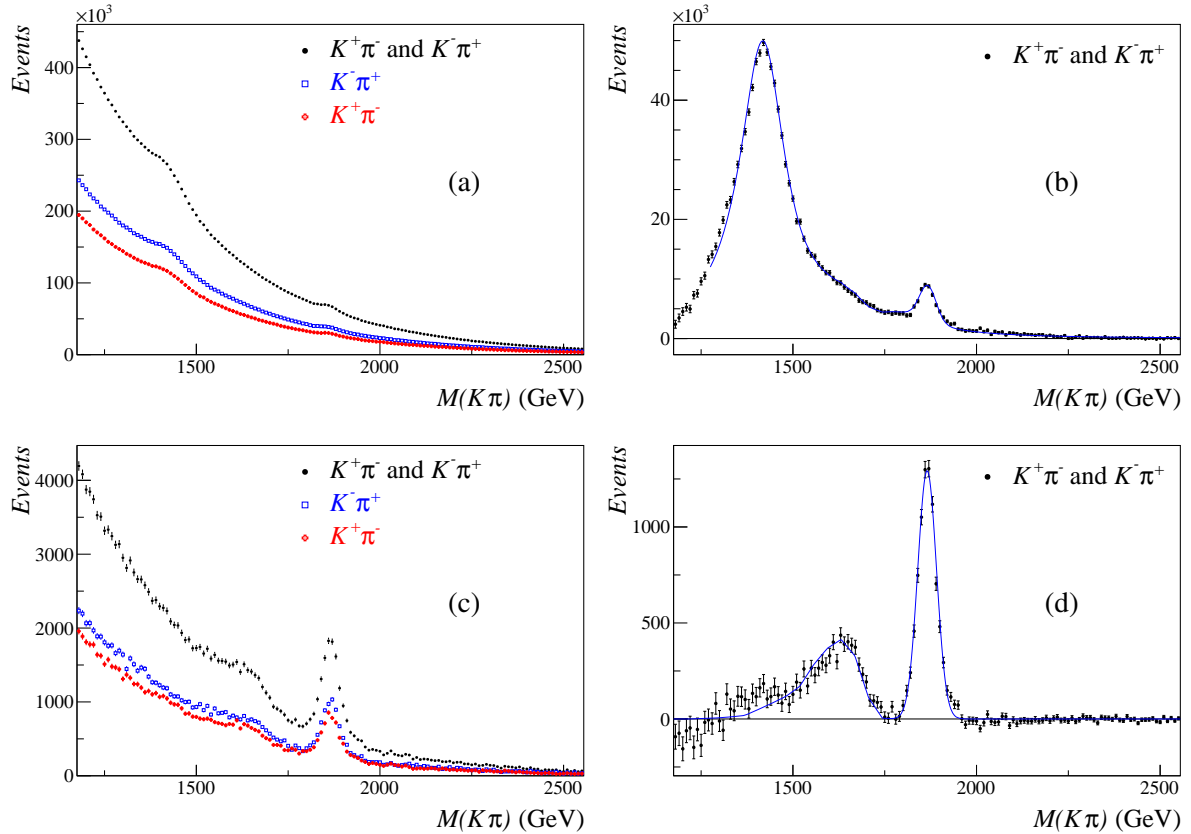 ×10³
Events
400
300
200
100
0
1500
2000
2500
M(Kπ) (GeV)
K⁺π⁻ and K⁻π⁺
K⁻π⁺
K⁺π⁻
(a)
×10³
Events
40
20
0
1500
2000
2500
M(Kπ) (GeV)
K⁺π⁻ and K⁻π⁺
(b)
Events
4000
3000
2000
1000
0
1500
2000
2500
M(Kπ) (GeV)
K⁺π⁻ and K⁻π⁺
K⁻π⁺
K⁺π⁻
(c)
Events
1000
500
0
1500
2000
2500
M(Kπ) (GeV)
K⁺π⁻ and K⁻π⁺
(d)